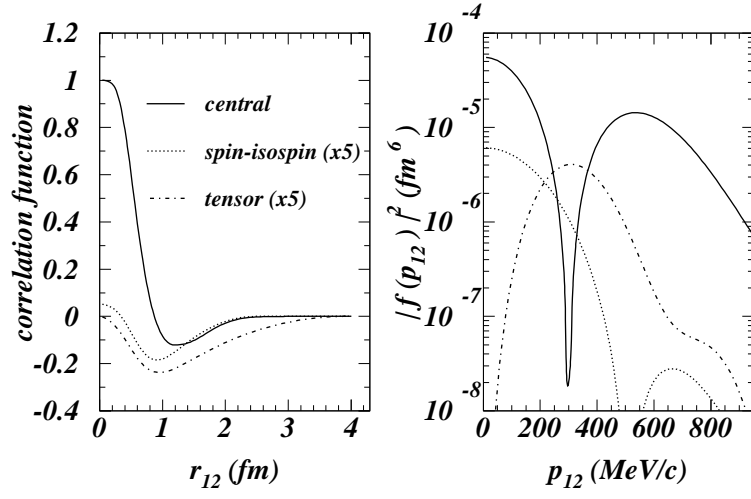 correlation function
1.2
1
0.8
0.6
0.4
0.2
0
-0.2
-0.4
central
spin-isospin (x5)
tensor (x5)
0 1 2 3 4
r12 (fm)
|f(p12)|2 (fm6)
10 -4
10 -5
10 -6
10 -7
10 -8
0 200 400 600 800
p12 (MeV/c)